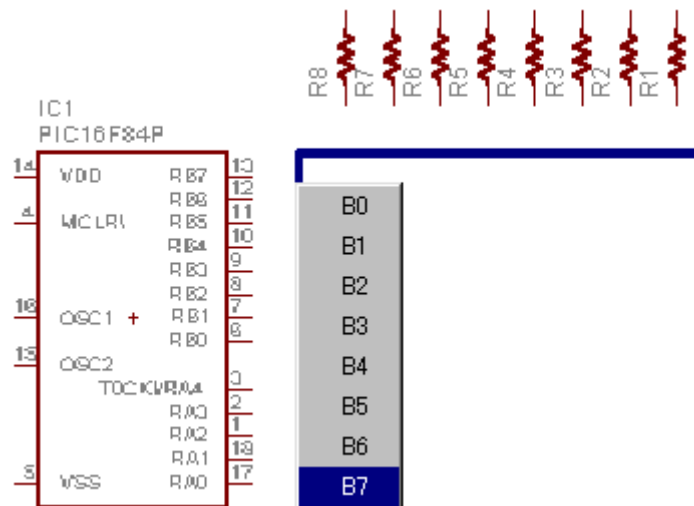 R8 R7 R6 R5 R4 R3 R2 R1
IC1
PIC16F84P
14 VDD RB7 13
RB6 12
4 MCLR\ RB5 11
RB4 10
RB3 9
RB2 8
16 OSC1 RB1 7
RB0 6
15 OSC2
TOCKI/RA4 3
RA3 2
RA2 1
RA1 18
5 VSS RA0 17
B0
B1
B2
B3
B4
B5
B6
B7